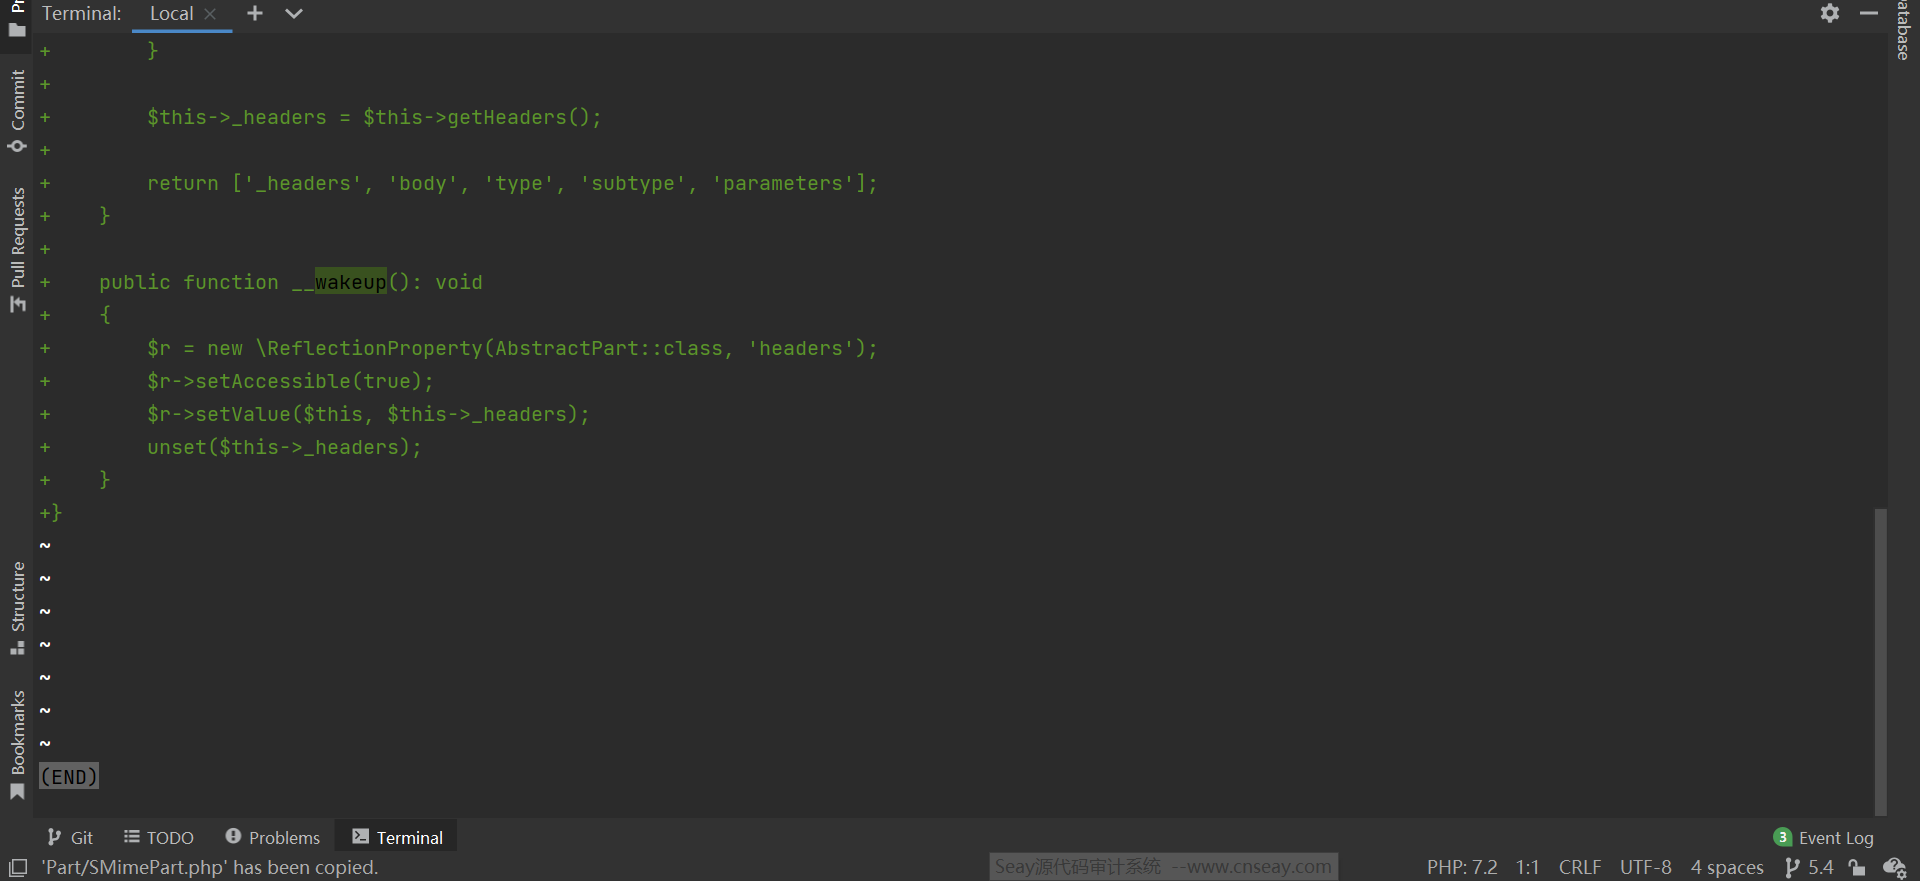 Terminal: Local
+ }
+
+ $this->_headers = $this->getHeaders();
+
+ return ['_headers', 'body', 'type', 'subtype', 'parameters'];
+ }
+
+ public function __wakeup(): void
+ {
+ $r = new \ReflectionProperty(AbstractPart::class, 'headers');
+ $r->setAccessible(true);
+ $r->setValue($this, $this->_headers);
+ unset($this->_headers);
+ }
+}
~
~
~
~
~
~
~
(END)
Commit
Pull Requests
Structure
Bookmarks
Git TODO Problems Terminal
3 Event Log
'Part/SMimePart.php' has been copied.
Seay源代码审计系统 --www.cnseay.com
PHP: 7.2 1:1 CRLF UTF-8 4 spaces 5.4